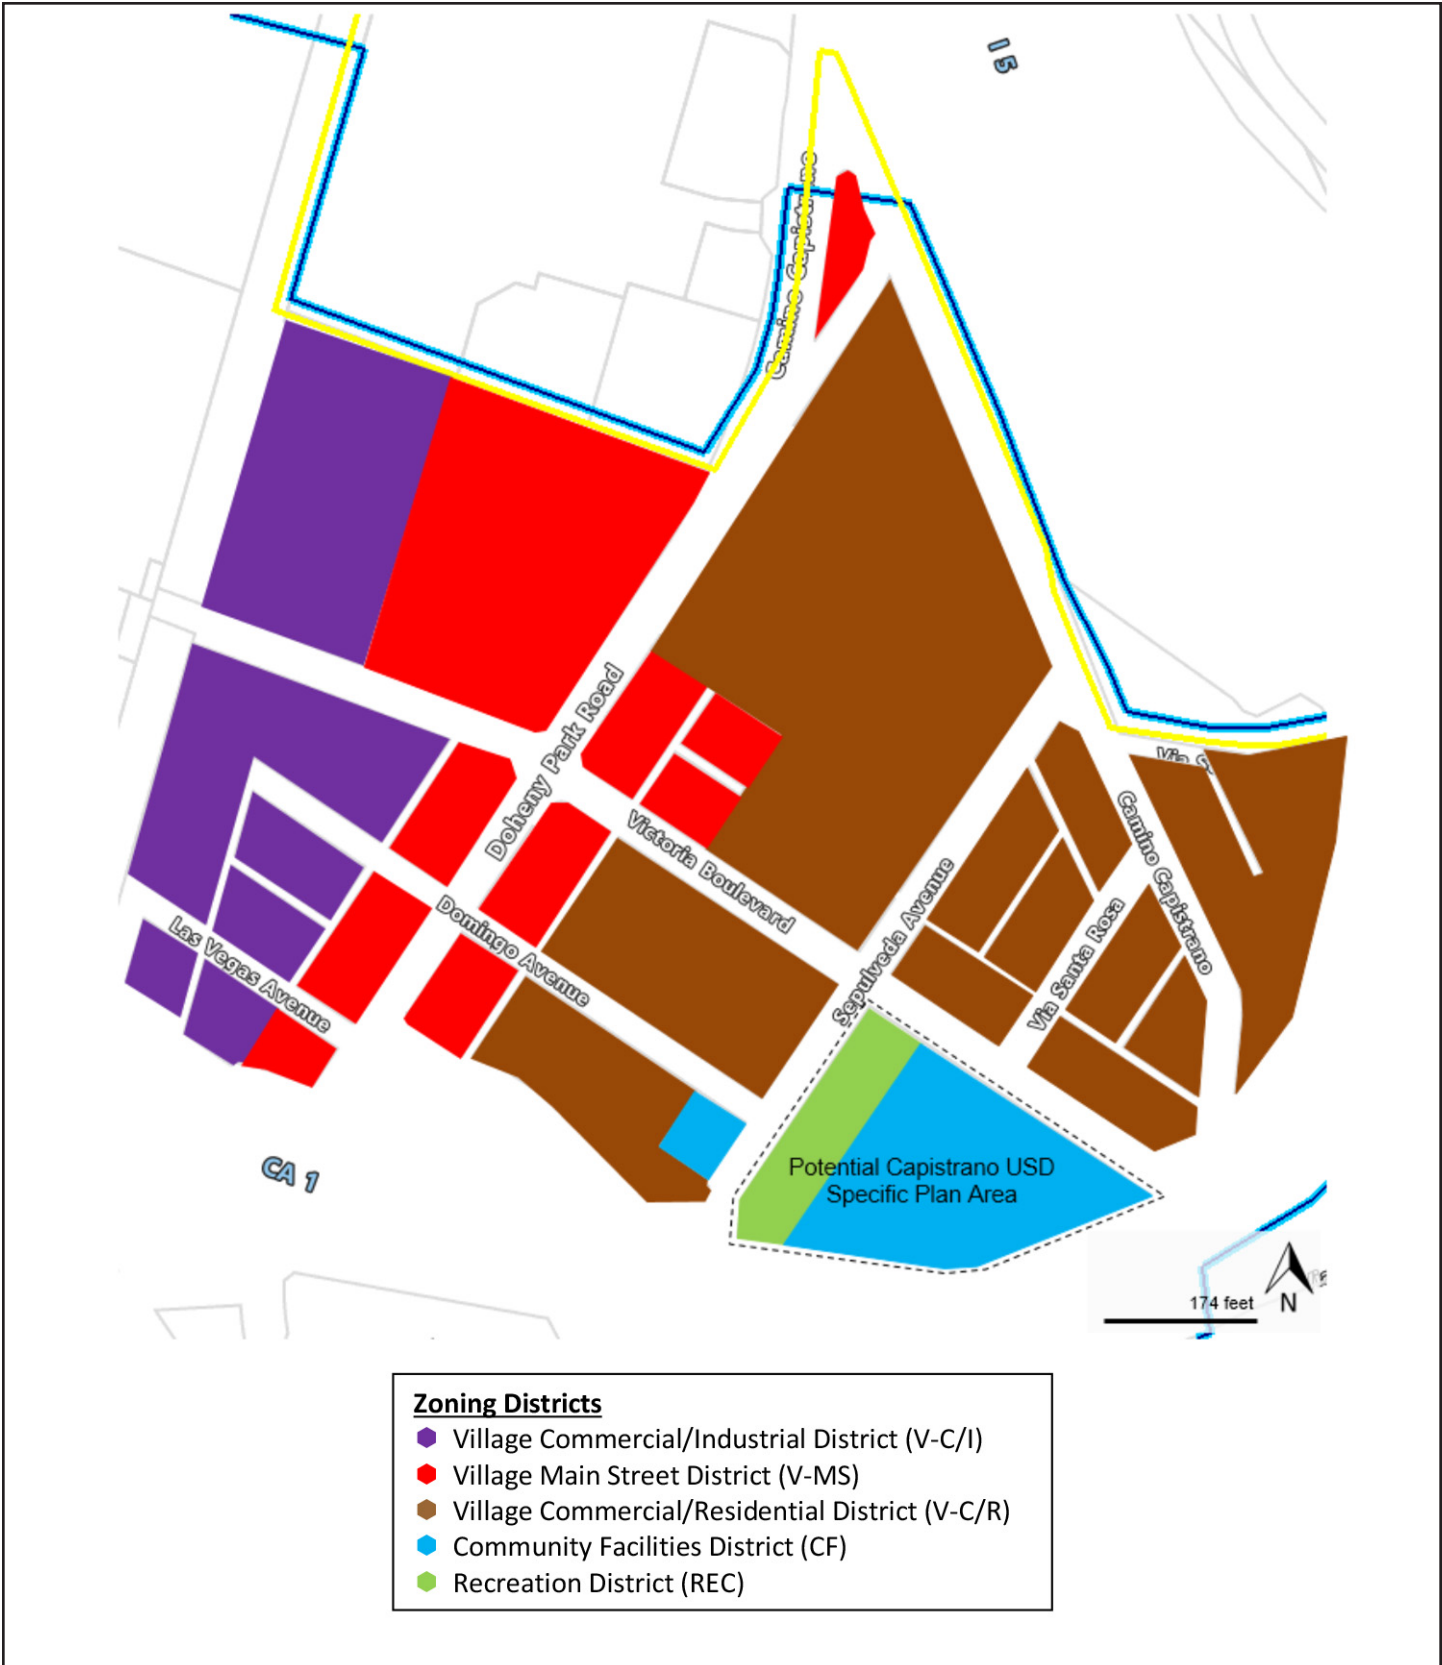 I 5
Camino Capistrano
Doheny Park Road
Victoria Boulevard
Via
Camino Capistrano
Domingo Avenue
Sepulveda Avenue
Las Vegas Avenue
Via Santa Rosa
CA 1
Potential Capistrano USD
Specific Plan Area
174 feet
N
Zoning Districts
Village Commercial/Industrial District (V-C/I)
Village Main Street District (V-MS)
Village Commercial/Residential District (V-C/R)
Community Facilities District (CF)
Recreation District (REC)